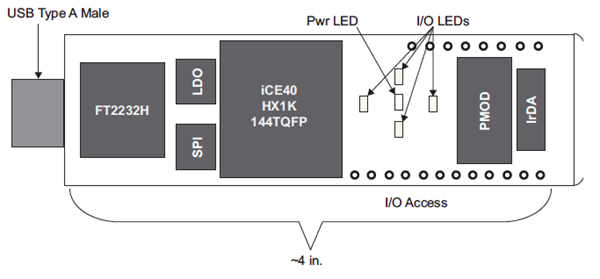 USB Type A Male
Pwr LED
I/O LEDs
FT2232H
LDO
SPI
iCE40
HX1K
144TQFP
PMOD
IrDA
I/O Access
~4 in.